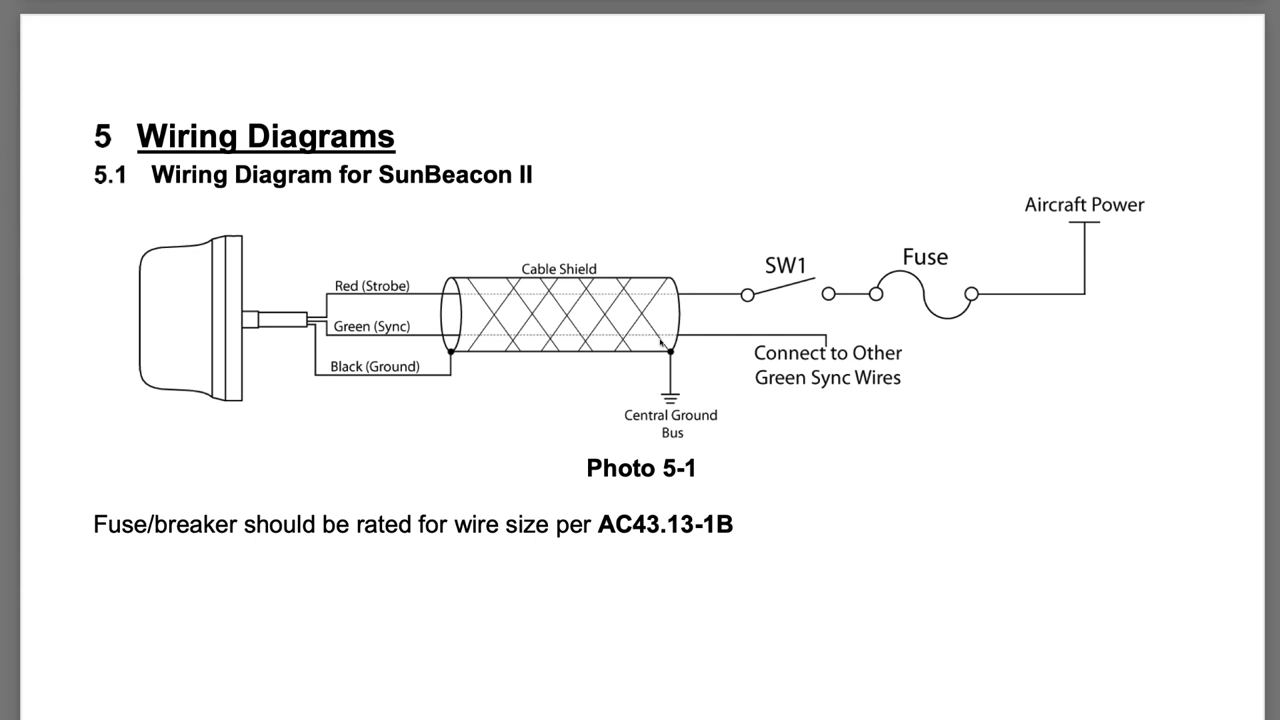 5 Wiring Diagrams
5.1 Wiring Diagram for SunBeacon II
Aircraft Power
Fuse
SW1
Cable Shield
Red (Strobe)
Green (Sync)
Black (Ground)
Connect to Other
Green Sync Wires
Central Ground
Bus
Photo 5-1
Fuse/breaker should be rated for wire size per AC43.13-1B